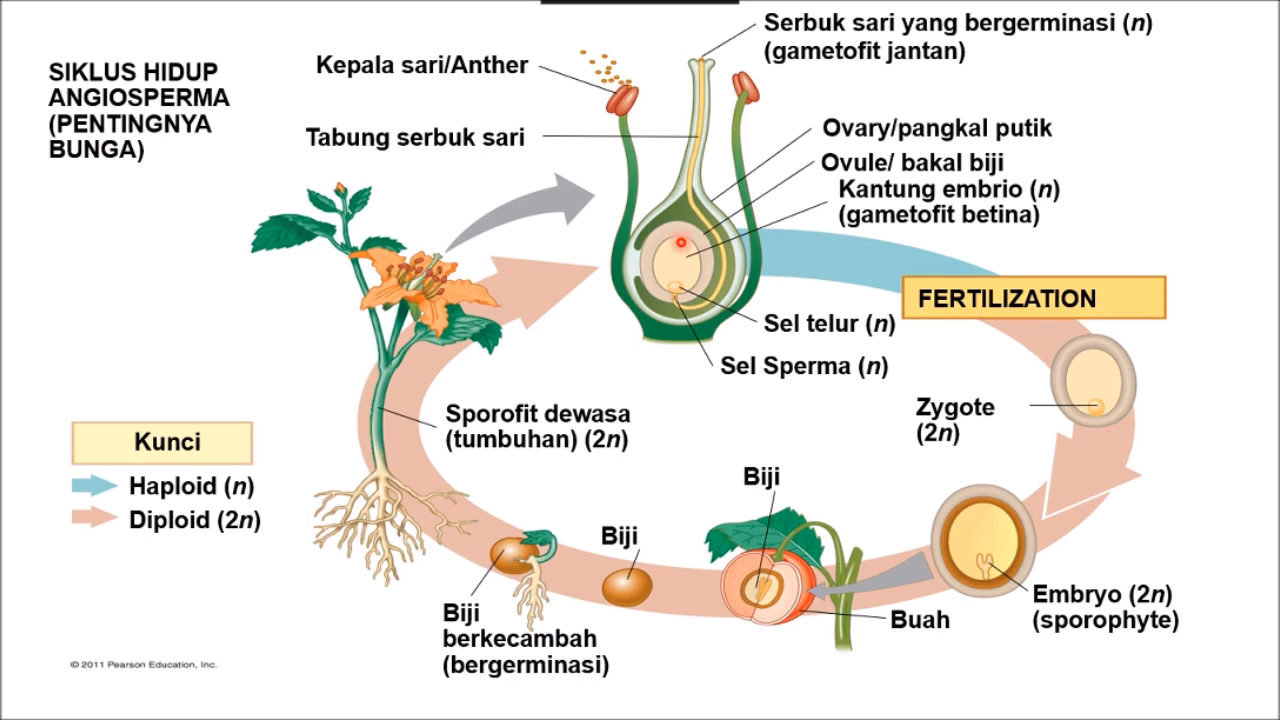 SIKLUS HIDUP
ANGIOSPERMA
(PENTINGNYA
BUNGA)
Kepala sari/Anther
Tabung serbuk sari
Serbuk sari yang bergerminasi (n)
(gametofit jantan)
Ovary/pangkal putik
Ovule/ bakal biji
Kantung embrio (n)
(gametofit betina)
FERTILIZATION
Sel telur (n)
Sel Sperma (n)
Zygote
(2n)
Sporofit dewasa
(tumbuhan) (2n)
Kunci
Haploid (n)
Diploid (2n)
Biji
Biji
Embryo (2n)
(sporophyte)
Buah
Biji
berkecambah
(bergerminasi)
© 2011 Pearson Education, Inc.